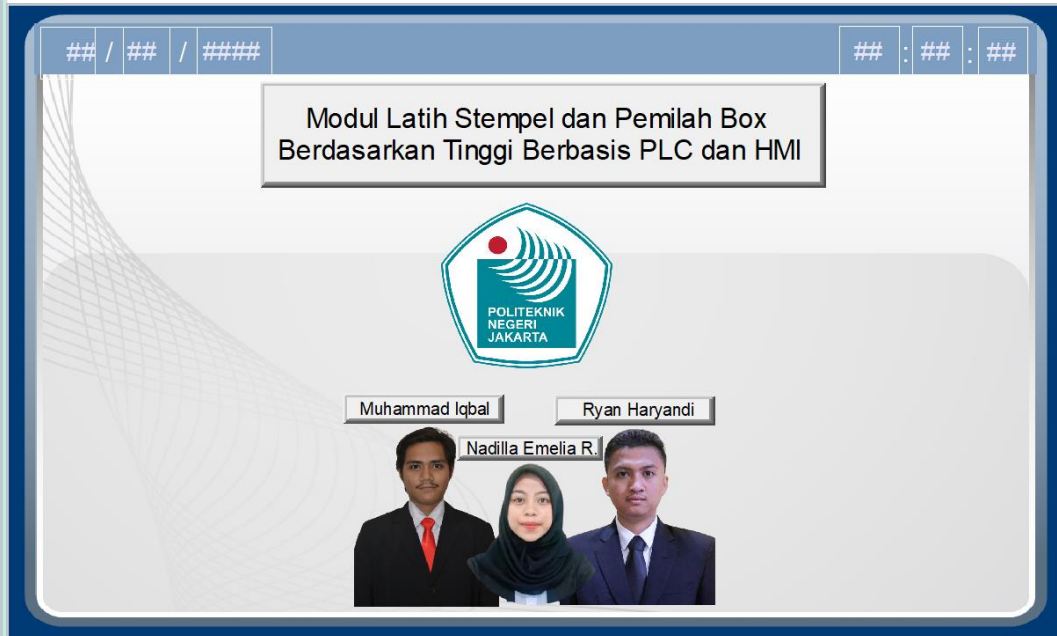 ## / ## / ####
## : ## : ##
Modul Latih Stempel dan Pemilah Box
Berdasarkan Tinggi Berbasis PLC dan HMI
POLITEKNIK
NEGERI
JAKARTA
Muhammad Iqbal
Ryan Haryandi
Nadilla Emelia R.